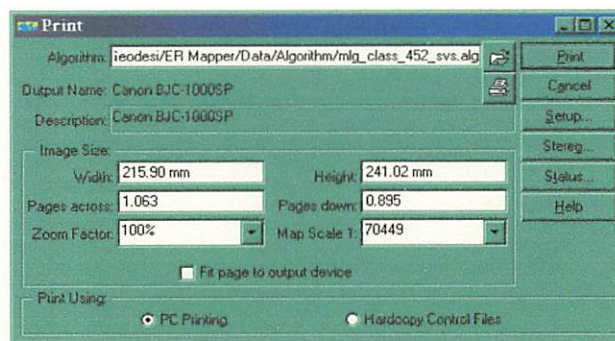 Print
Algorithm: ieodesi/ER Mapper/Data/Algorithm/mlg_class_452_svs.alg
Print
Output Name: Canon BJC-1000SP
Cancel
Description: Canon BJC-1000SP
Setup...
Image Size:
Stereo...
Width: 215.90 mm Height: 241.02 mm
Status...
Pages across: 1.063 Pages down: 0.895
Help
Zoom Factor: 100% Map Scale 1: 70449
Fit page to output device
Print Using:
PC Printing Hardcopy Control Files